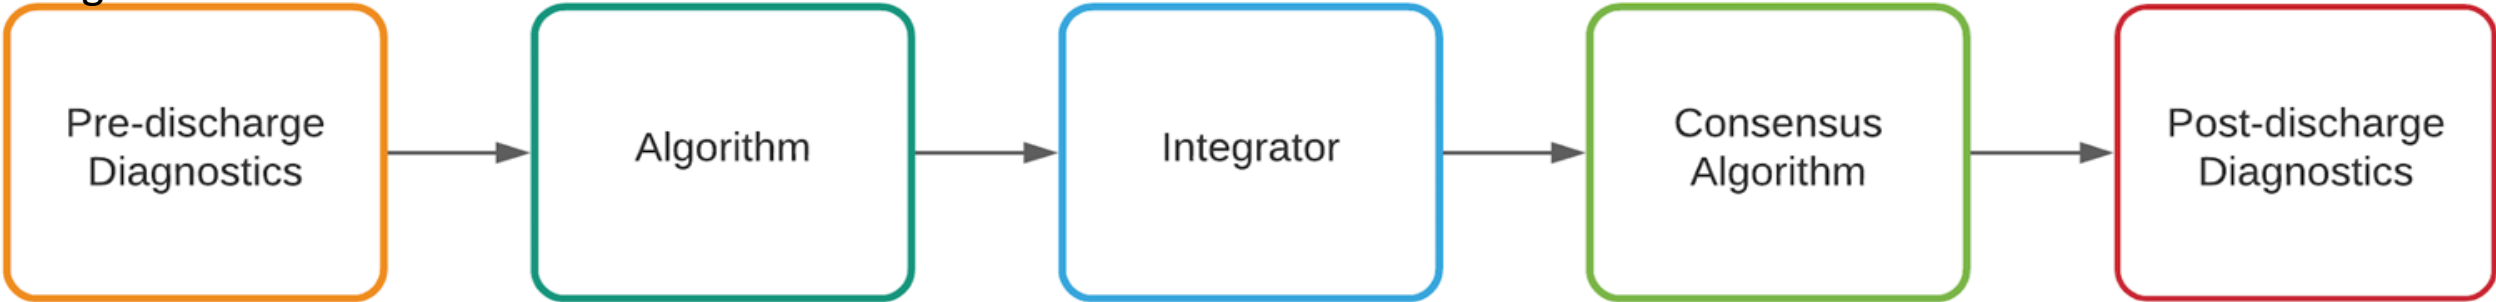 Pre-discharge
Diagnostics
Algorithm
Integrator
Consensus
Algorithm
Post-discharge
Diagnostics